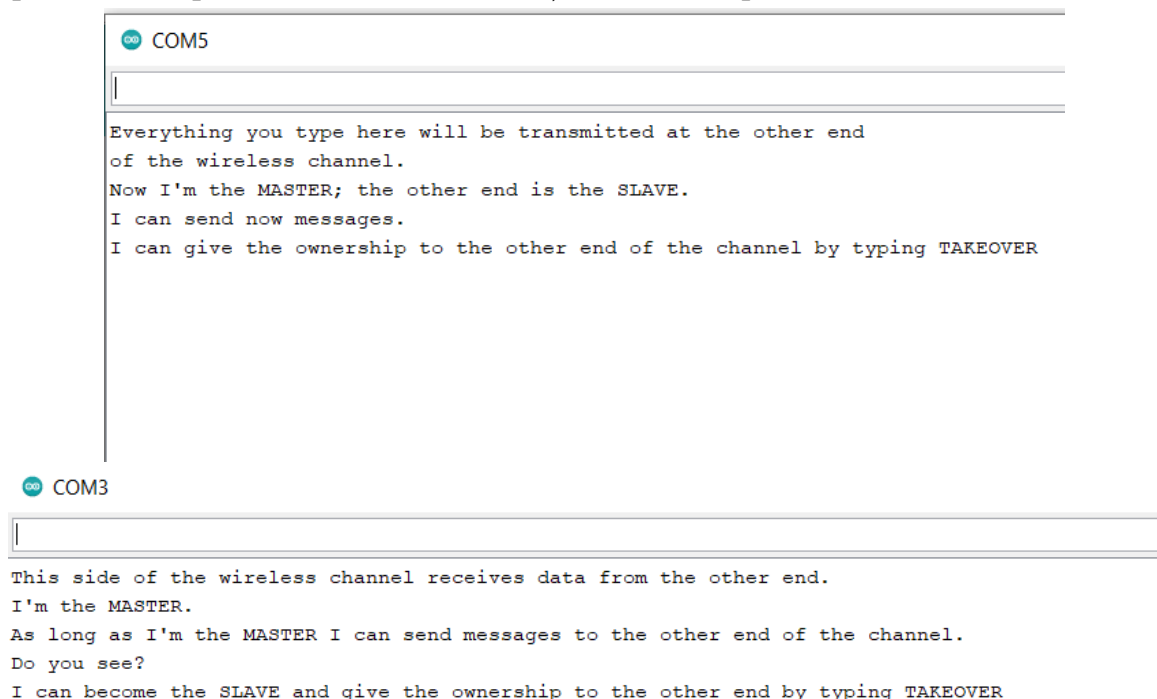 COM5
Everything you type here will be transmitted at the other end
of the wireless channel.
Now I'm the MASTER; the other end is the SLAVE.
I can send now messages.
I can give the ownership to the other end of the channel by typing TAKEOVER
COM3
This side of the wireless channel receives data from the other end.
I'm the MASTER.
As long as I'm the MASTER I can send messages to the other end of the channel.
Do you see?
I can become the SLAVE and give the ownership to the other end by typing TAKEOVER